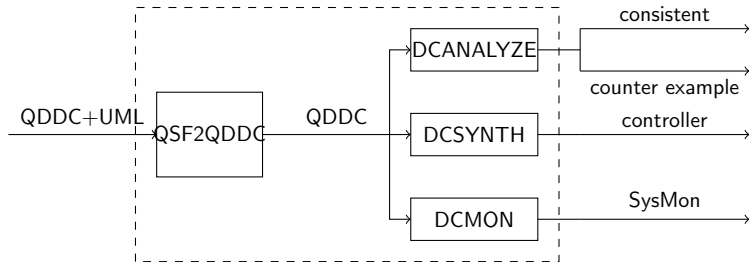 consistent
DCANALYZE
counter example
QDDC+UML
QSF2QDDC
QDDC
DCSYNTH
controller
DCMON
SysMon